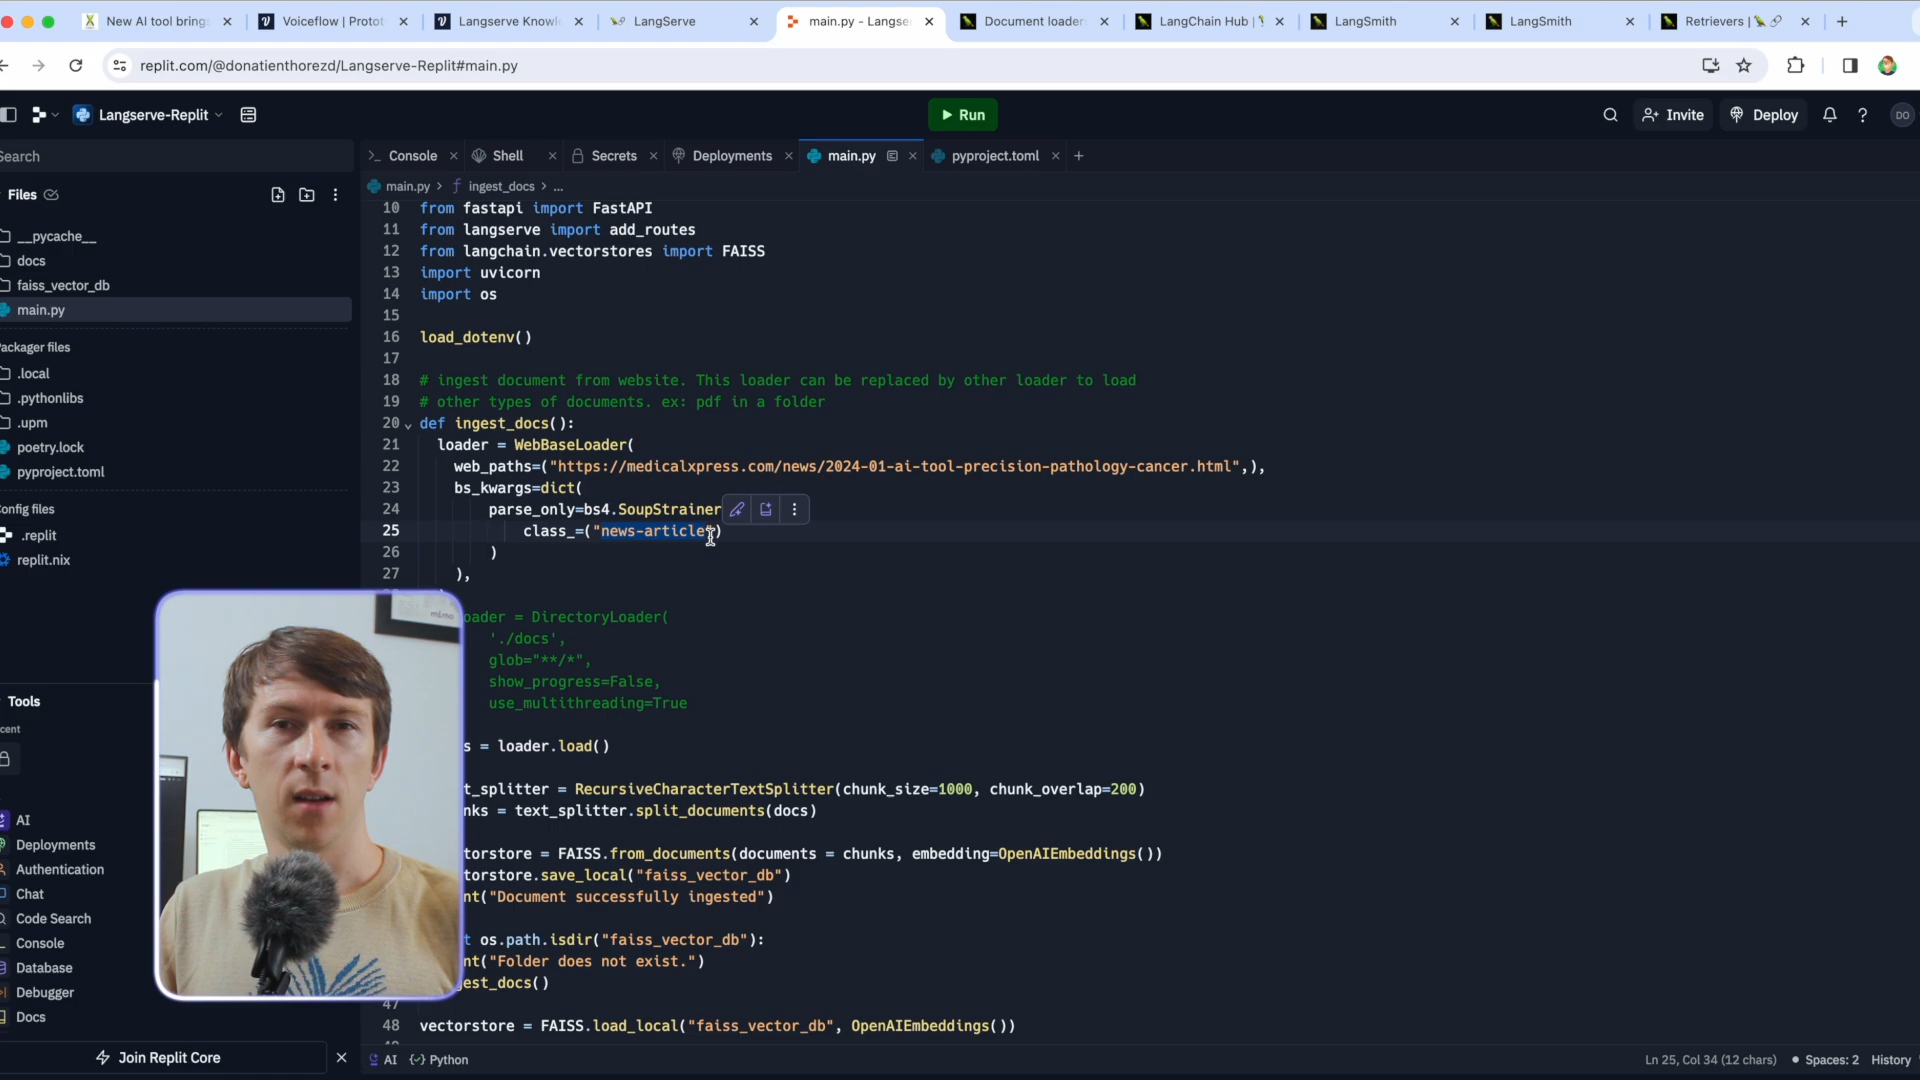 New AI tool brings
Voiceflow | Protot
Langserve Knowl
LangServe
main.py - Langse
Document loader
LangChain Hub |
LangSmith
LangSmith
Retrievers |
replit.com/@donatienthorezd/Langserve-Replit#main.py
Langserve-Replit
Run
Invite
Deploy
DO
Search
Console
Shell
Secrets
Deployments
main.py
pyproject.toml
Files
main.py > ingest_docs > ...
__pycache__
docs
faiss_vector_db
main.py
ackager files
.local
.pythonlibs
.upm
poetry.lock
pyproject.toml
onfig files
.replit
replit.nix
Tools
cent
AI
Deployments
Authentication
Chat
Code Search
Console
Database
Debugger
Docs
Join Replit Core
10 from fastapi import FastAPI
11 from langserve import add_routes
12 from langchain.vectorstores import FAISS
13 import uvicorn
14 import os
15
16 load_dotenv()
17
18 # ingest document from website. This loader can be replaced by other loader to load
19 # other types of documents. ex: pdf in a folder
20 def ingest_docs():
21 loader = WebBaseLoader(
22 web_paths=("https://medicalxpress.com/news/2024-01-ai-tool-precision-pathology-cancer.html",),
23 bs_kwargs=dict(
24 parse_only=bs4.SoupStrainer
25 class_=("news-article")
26 )
27 ),
oader = DirectoryLoader(
'./docs',
glob="**/*",
show_progress=False,
use_multithreading=True
s = loader.load()
t_splitter = RecursiveCharacterTextSplitter(chunk_size=1000, chunk_overlap=200)
nks = text_splitter.split_documents(docs)
torstore = FAISS.from_documents(documents = chunks, embedding=OpenAIEmbeddings())
torstore.save_local("faiss_vector_db")
nt("Document successfully ingested")
t os.path.isdir("faiss_vector_db"):
nt("Folder does not exist.")
gest_docs()
47
48 vectorstore = FAISS.load_local("faiss_vector_db", OpenAIEmbeddings())
AI
Python
Ln 25, Col 34 (12 chars)
Spaces: 2
History